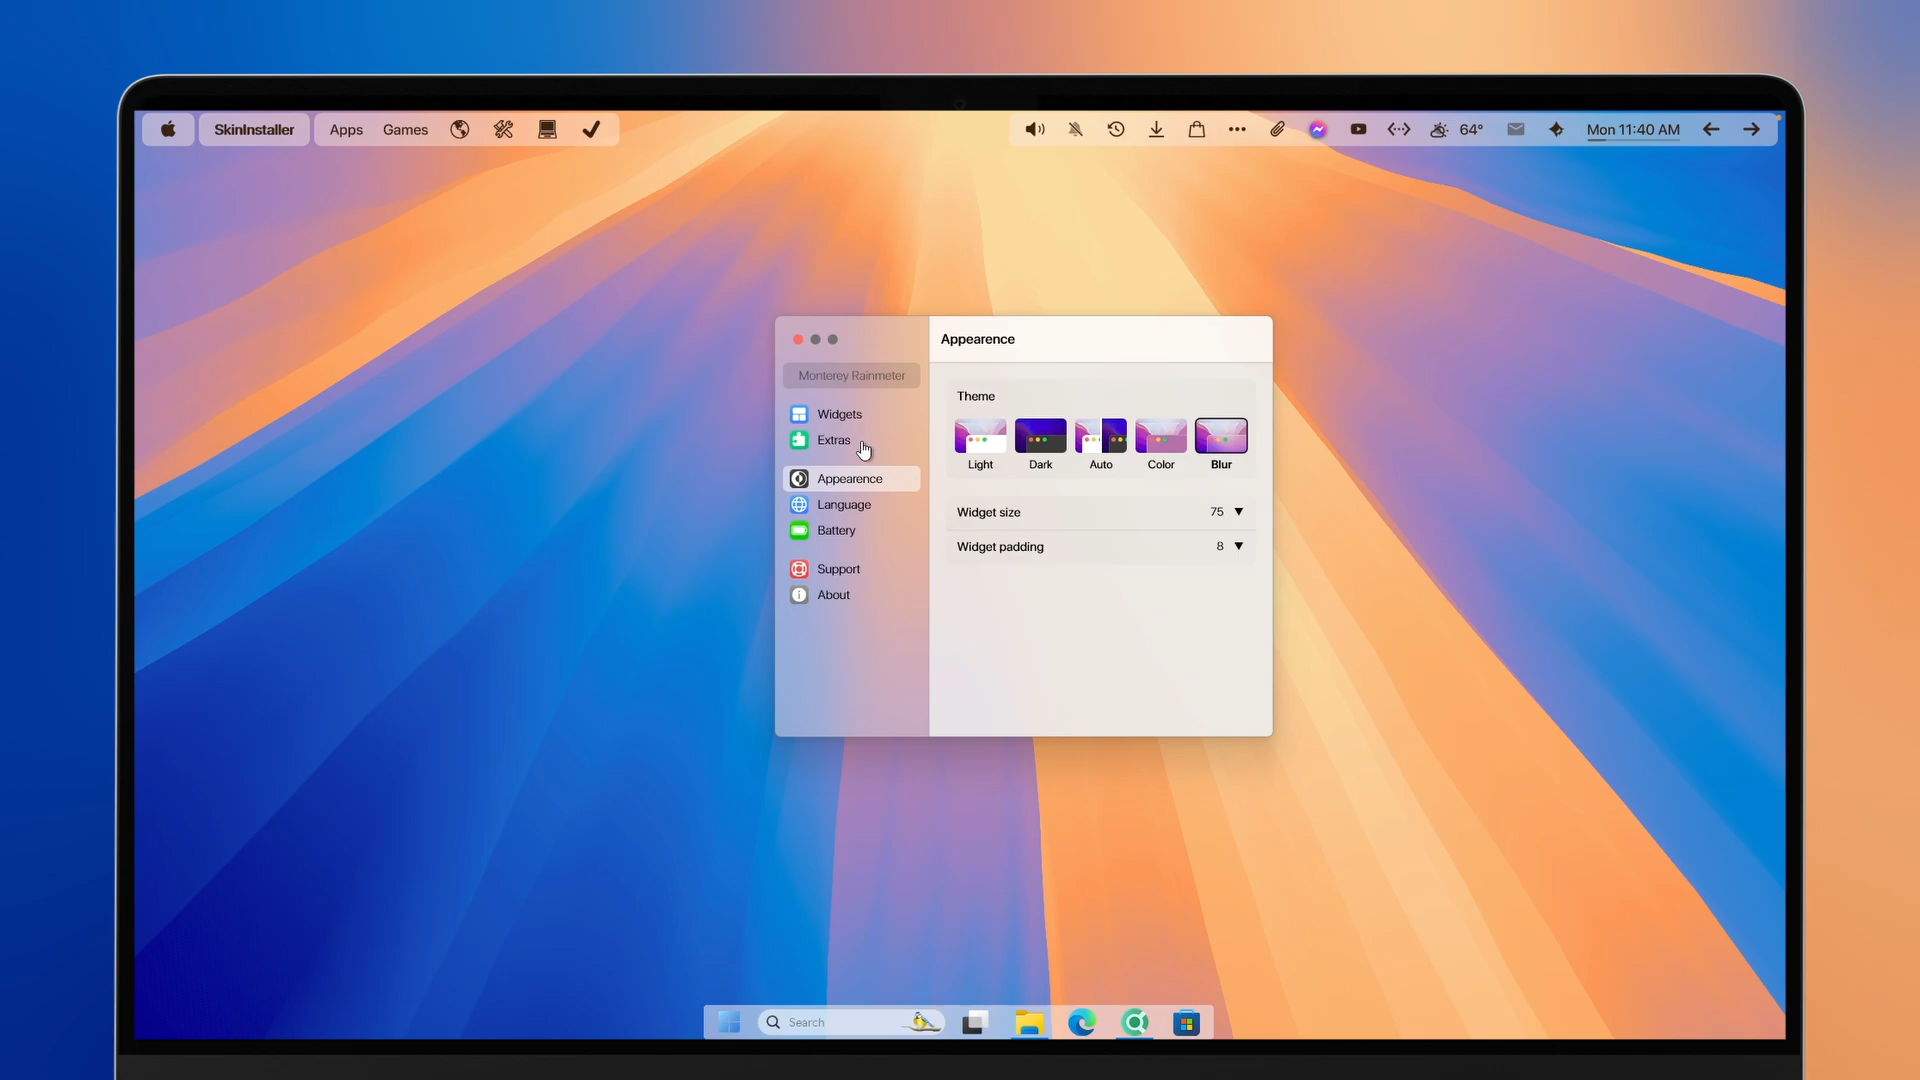 SkinInstaller Apps Games 64° Mon 11:40 AM
Appearence
Monterey Rainmeter
Widgets
Extras
Appearence
Language
Battery
Support
About
Theme
Light Dark Auto Color Blur
Widget size 75
Widget padding 8
Search